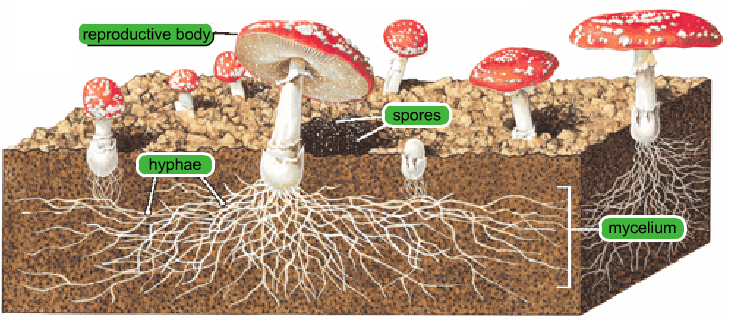 reproductive body
spores
hyphae
mycelium